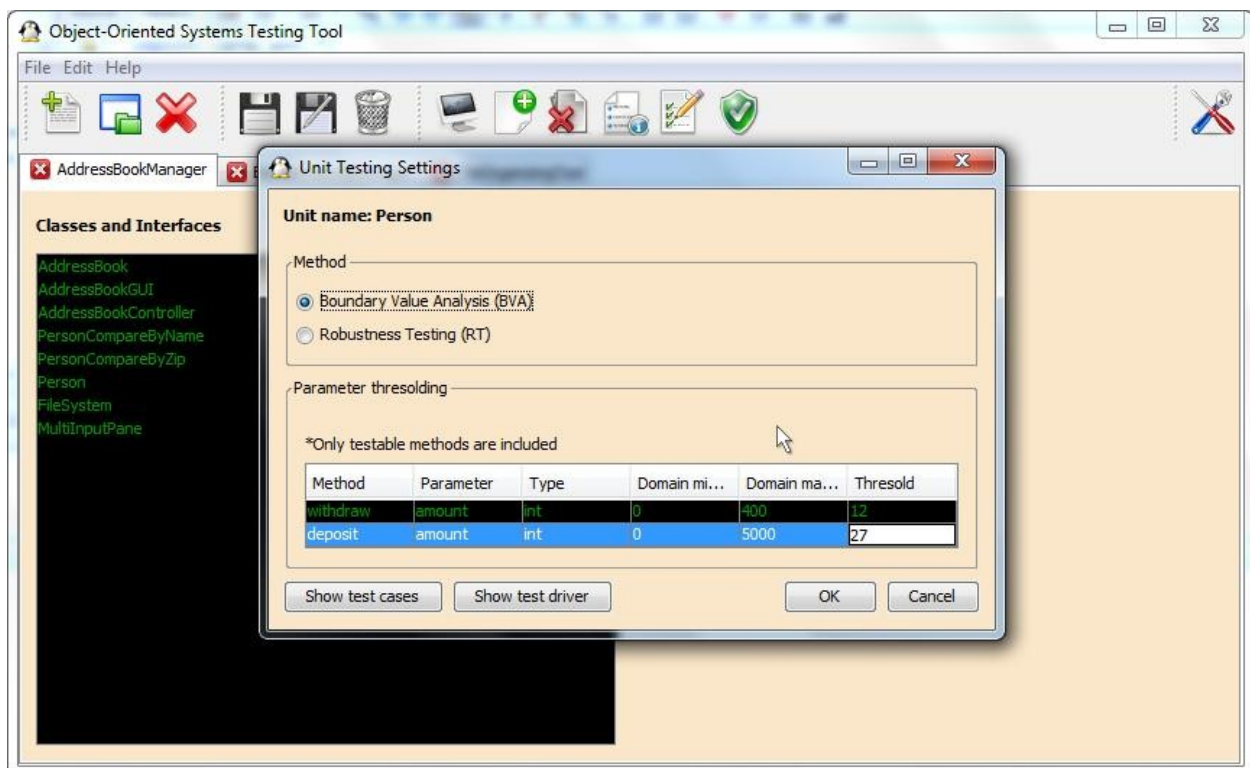 Object-Oriented Systems Testing Tool
File Edit Help
AddressBookManager
Unit Testing Settings
Classes and Interfaces
AddressBook
AddressBookGUI
AddressBookController
PersonCompareByName
PersonCompareByZip
Person
FileSystem
MultiInputPane
Unit name: Person
Method
Boundary Value Analysis (BVA)
Robustness Testing (RT)
Parameter thresolding
*Only testable methods are included
Method Parameter Type Domain mi... Domain ma... Thresold
withdraw amount int 0 400 12
deposit amount int 0 5000 27
Show test cases Show test driver OK Cancel